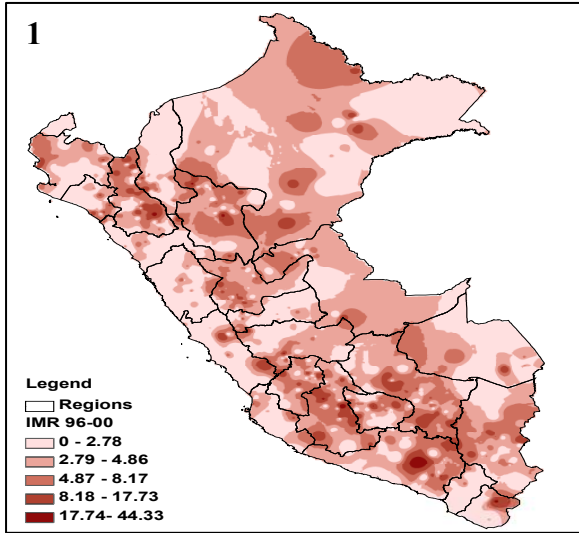 1
Legend
Regions
IMR 96-00
0 - 2.78
2.79 - 4.86
4.87 - 8.17
8.18 - 17.73
17.74- 44.33